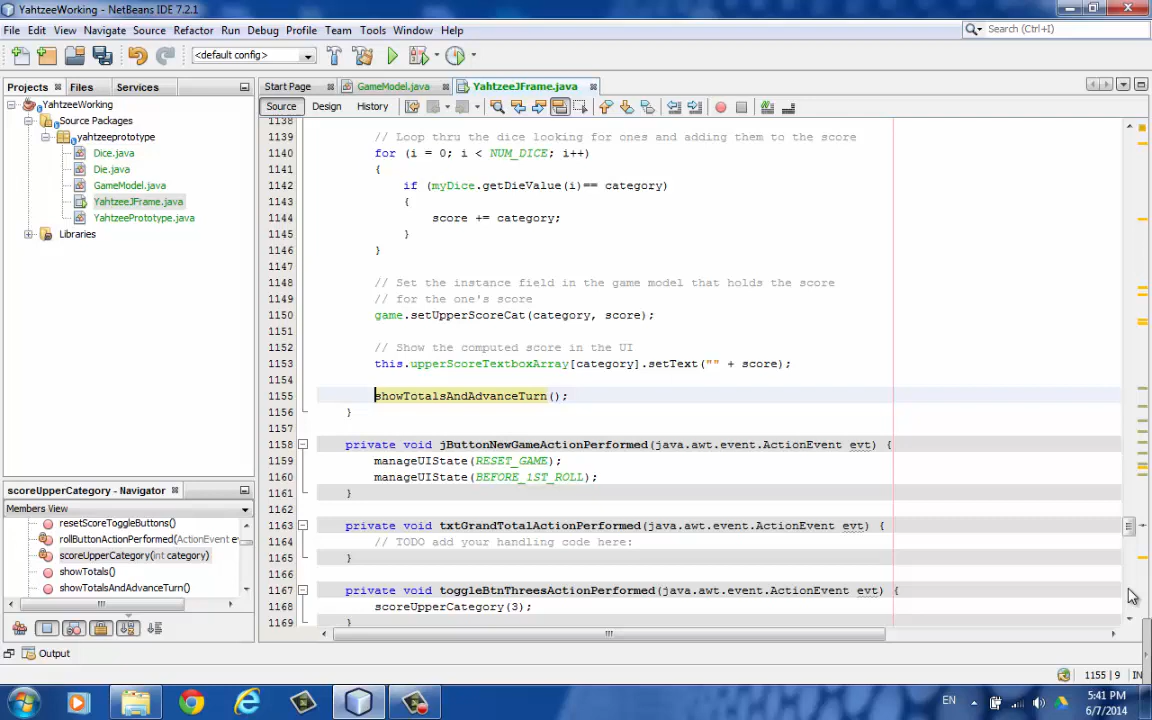 YahtzeeWorking - NetBeans IDE 7.2.1
File Edit View Navigate Source Refactor Run Debug Profile Team Tools Window Help
Search (Ctrl+I)
<default config>
Projects Files Services
Start Page GameModel.java YahtzeeJFrame.java
Source Design History
YahtzeeWorking
Source Packages
yahtzeeprototype
Dice.java
Die.java
GameModel.java
YahtzeeJFrame.java
YahtzeePrototype.java
Libraries
1138
1139 // Loop thru the dice looking for ones and adding them to the score
1140 for (i = 0; i < NUM_DICE; i++)
1141 {
1142 if (myDice.getDieValue(i)== category)
1143 {
1144 score += category;
1145 }
1146 }
1147
1148 // Set the instance field in the game model that holds the score
1149 // for the one's score
1150 game.setUpperScoreCat(category, score);
1151
1152 // Show the computed score in the UI
1153 this.upperScoreTextboxArray[category].setText("" + score);
1154
1155 showTotalsAndAdvanceTurn();
1156 }
1157
1158 private void jButtonNewGameActionPerformed(java.awt.event.ActionEvent evt) {
1159 manageUIState(RESET_GAME);
1160 manageUIState(BEFORE_1ST_ROLL);
1161 }
1162
1163 private void txtGrandTotalActionPerformed(java.awt.event.ActionEvent evt) {
1164 // TODO add your handling code here:
1165 }
1166
1167 private void toggleBtnThreesActionPerformed(java.awt.event.ActionEvent evt) {
1168 scoreUpperCategory(3);
1169 }
scoreUpperCategory - Navigator
Members View
resetScoreToggleButtons()
rollButtonActionPerformed(ActionEvent e
scoreUpperCategory(int category)
showTotals()
showTotalsAndAdvanceTurn()
Output
1155 | 9 IN
EN
5:41 PM
6/7/2014